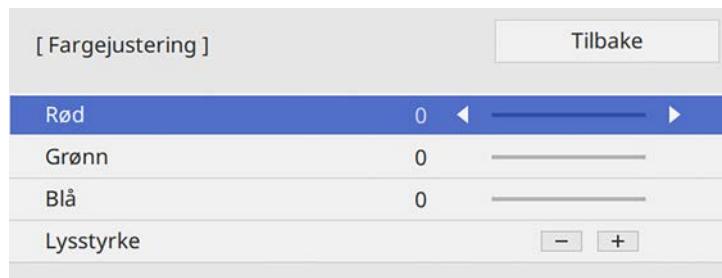 [ Fargejustering ]
Tilbake
Rød 0
Grønn 0
Blå 0
Lysstyrke − +